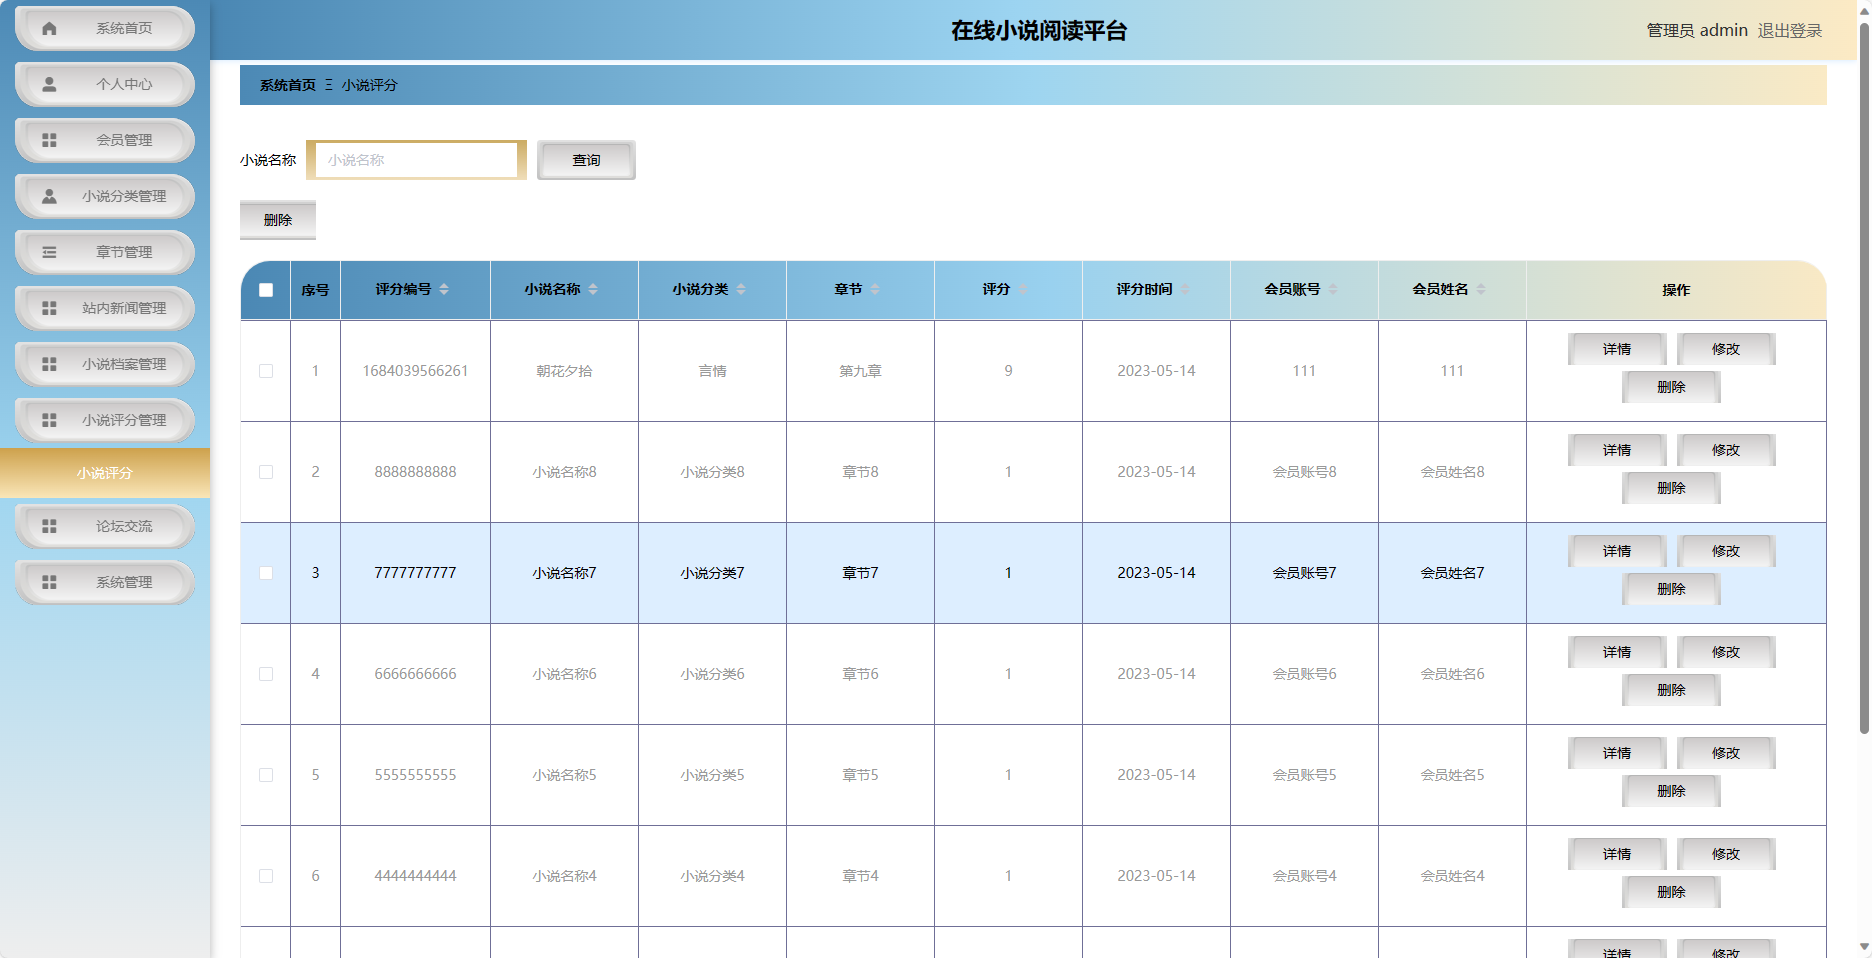 在线小说阅读平台
管理员 admin 退出登录
系统首页
个人中心
会员管理
小说分类管理
章节管理
站内新闻管理
小说档案管理
小说评分管理
小说评分
论坛交流
系统管理
系统首页 Ξ 小说评分
小说名称 小说名称 查询
删除
序号 评分编号 小说名称 小说分类 章节 评分 评分时间 会员账号 会员姓名 操作
1 1684039566261 朝花夕拾 言情 第九章 9 2023-05-14 111 111 详情 修改
删除
2 8888888888 小说名称8 小说分类8 章节8 1 2023-05-14 会员账号8 会员姓名8 详情 修改
删除
3 7777777777 小说名称7 小说分类7 章节7 1 2023-05-14 会员账号7 会员姓名7 详情 修改
删除
4 6666666666 小说名称6 小说分类6 章节6 1 2023-05-14 会员账号6 会员姓名6 详情 修改
删除
5 5555555555 小说名称5 小说分类5 章节5 1 2023-05-14 会员账号5 会员姓名5 详情 修改
删除
6 4444444444 小说名称4 小说分类4 章节4 1 2023-05-14 会员账号4 会员姓名4 详情 修改
删除
详情 修改